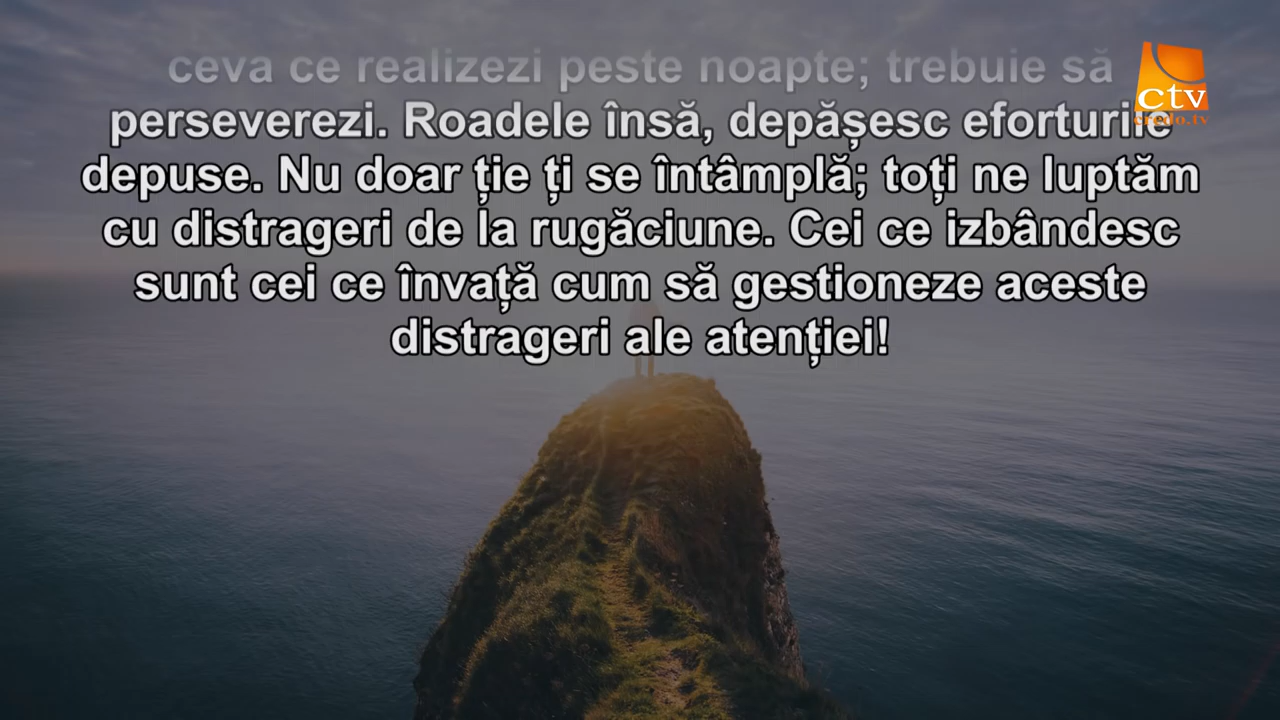 ceva ce realizezi peste noapte; trebuie să
perseverezi. Roadele însă, depășesc eforturile
depuse. Nu doar ție ți se întâmplă; toți ne luptăm
cu distrageri de la rugăciune. Cei ce izbândesc
sunt cei ce învață cum să gestioneze aceste
distrageri ale atenției!
ctv
credo.tv